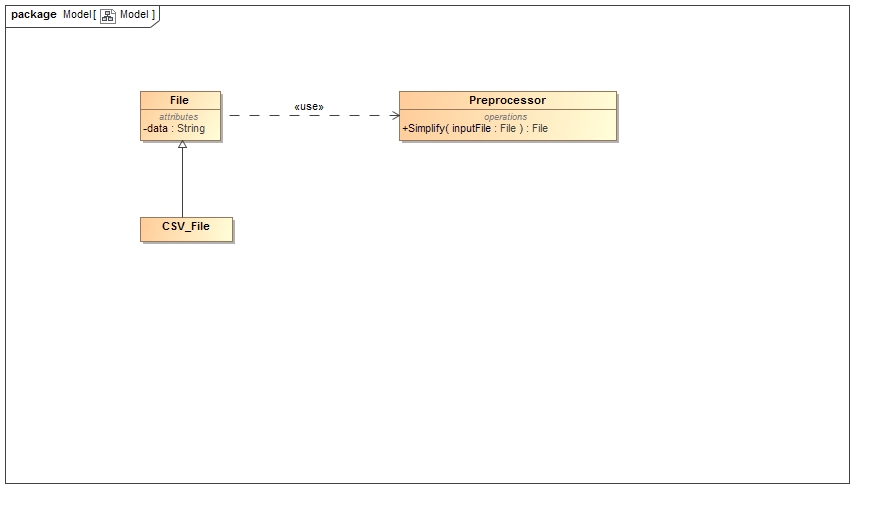 package Model [ Model ]
File
attributes
-data : String
«use»
Preprocessor
operations
+Simplify( inputFile : File ) : File
CSV_File